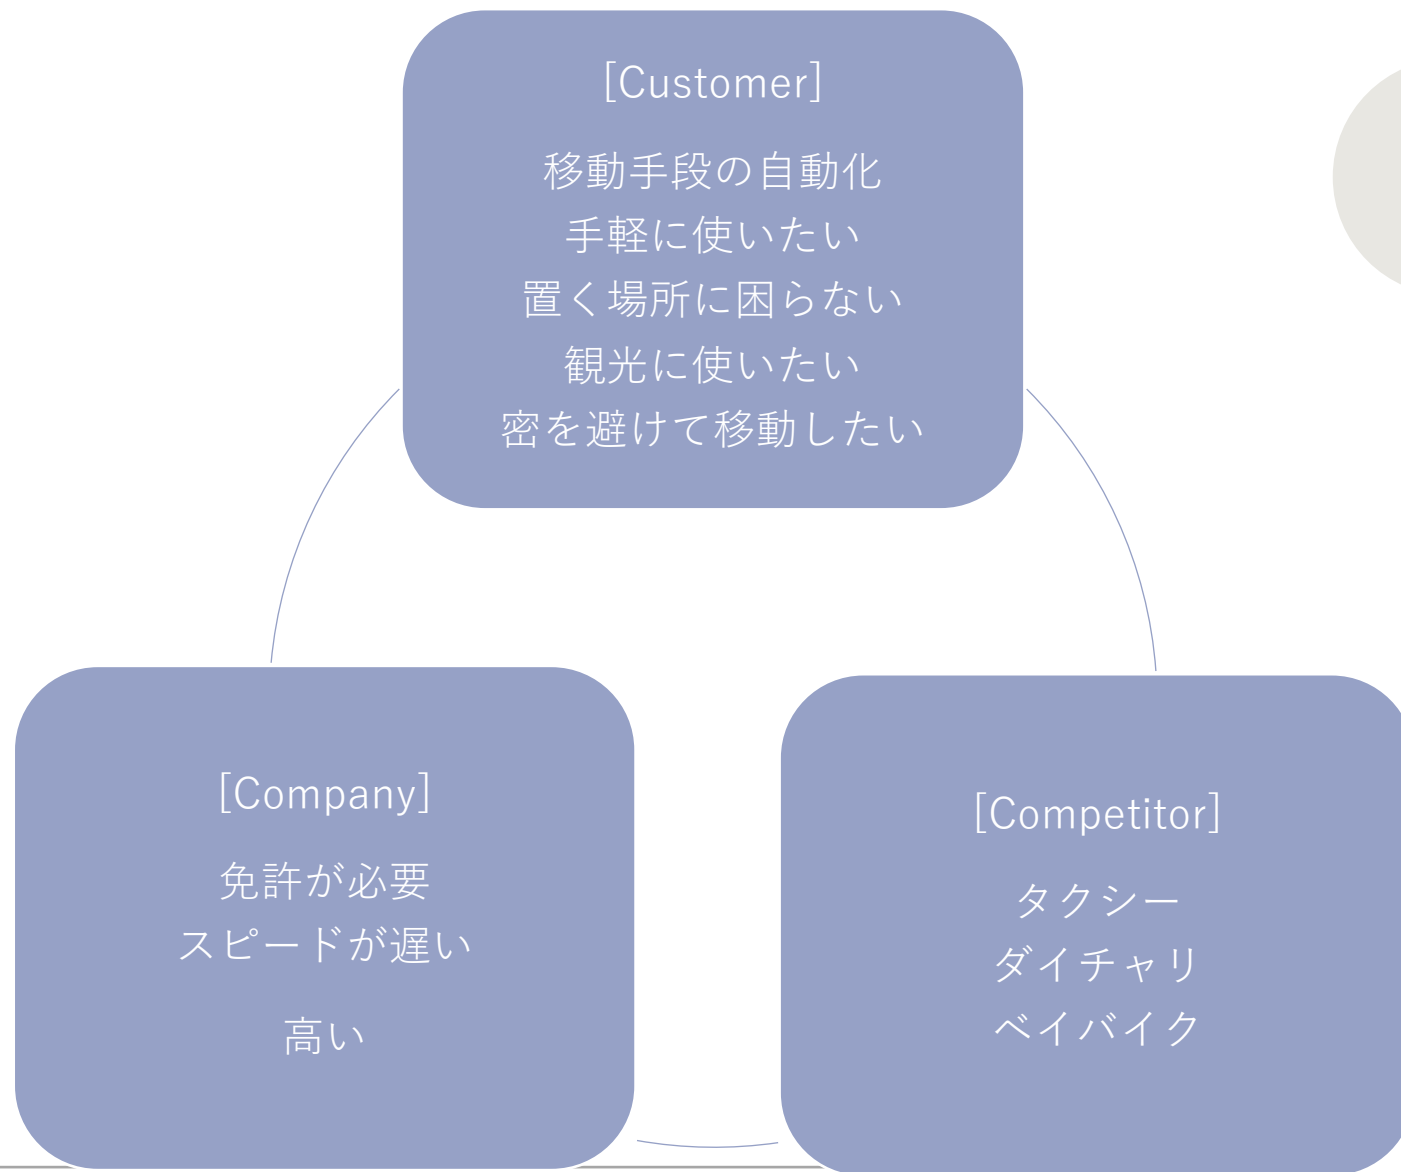 [Customer]
移動手段の自動化
手軽に使いたい
置く場所に困らない
観光に使いたい
密を避けて移動したい
[Company]
免許が必要
スピードが遅い
高い
[Competitor]
タクシー
ダイチャリ
ベイバイク